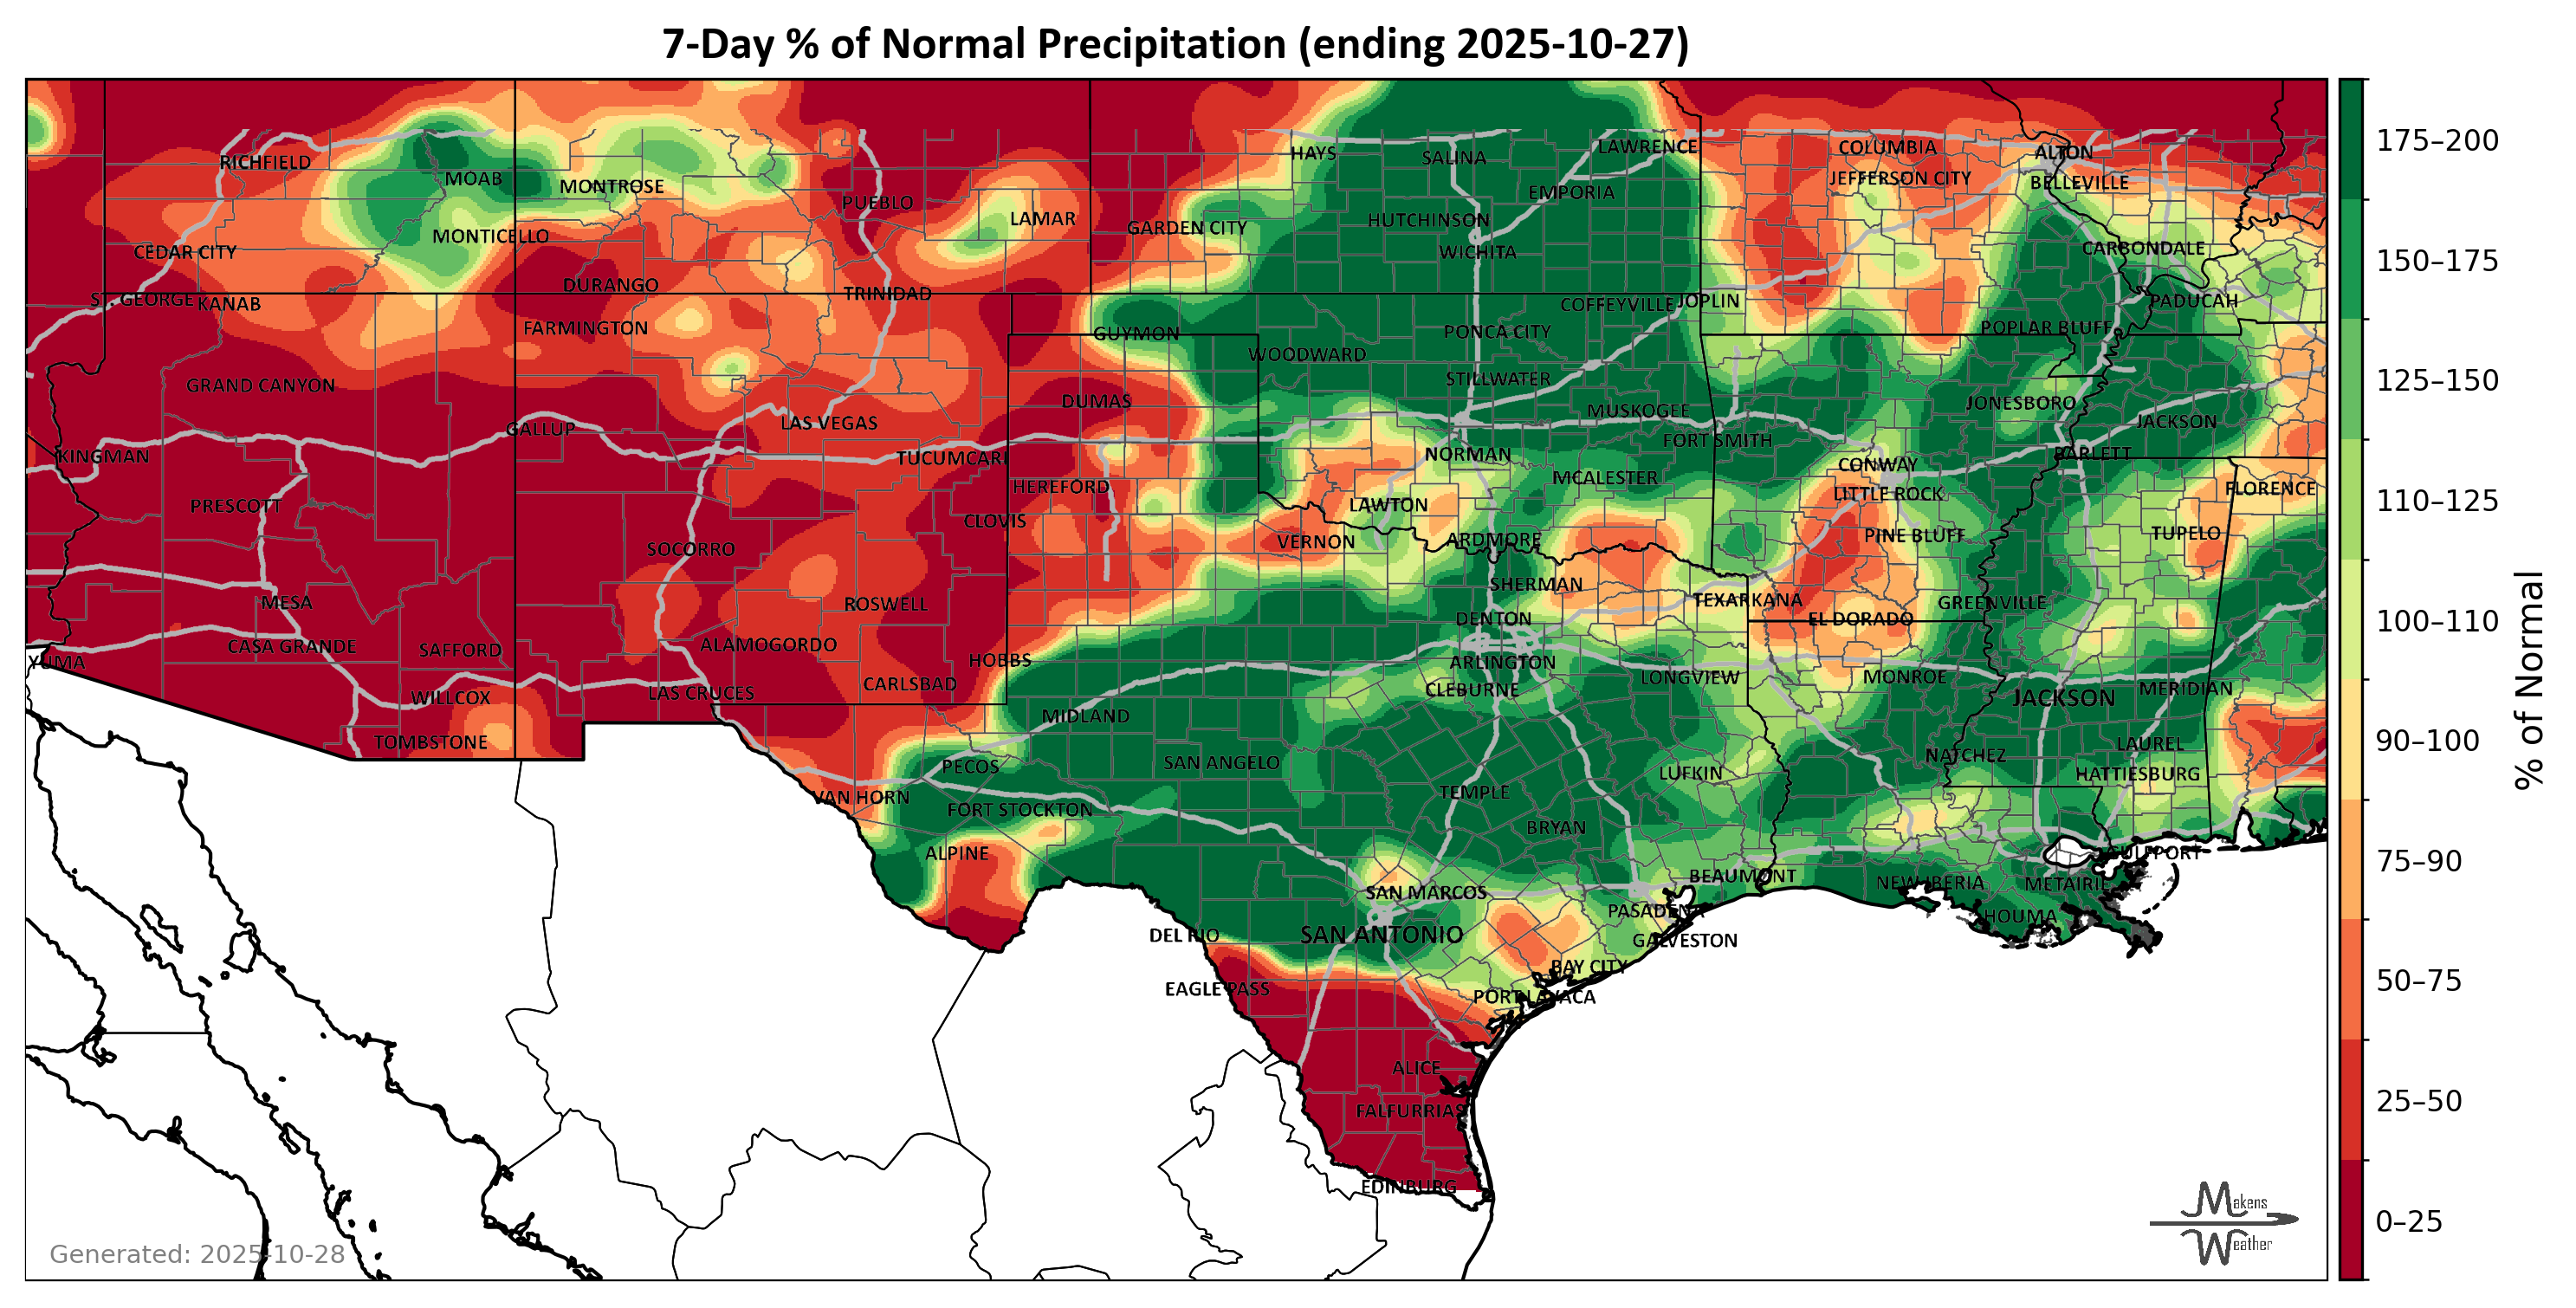 7-Day % of Normal Precipitation (ending 2025-10-27)
HAYS
SALINA
LAWRENCE
COLUMBIA
ALTON
RICHFIELD
MOAB
MONTROSE
EMPORIA
JEFFERSON CITY
BELLEVILLE
PUEBLO
LAMAR
GARDEN CITY
HUTCHINSON
MONTICELLO
CEDAR CITY
WICHITA
CARBONDALE
DURANGO
TRINIDAD
ST. GEORGE
KANAB
COFFEYVILLE
JOPLIN
PADUCAH
FARMINGTON
GUYMON
PONCA CITY
POPLAR BLUFF
WOODWARD
GRAND CANYON
STILLWATER
DUMAS
MUSKOGEE
JONESBORO
GALLUP
LAS VEGAS
JACKSON
FORT SMITH
KINGMAN
TUCUMCARI
NORMAN
BARLETT
CONWAY
HEREFORD
MCALESTER
LITTLE ROCK
FLORENCE
PRESCOTT
LAWTON
CLOVIS
SOCORRO
VERNON
ARDMORE
PINE BLUFF
TUPELO
SHERMAN
MESA
ROSWELL
TEXARKANA
GREENVILLE
CASA GRANDE
SAFFORD
ALAMOGORDO
DENTON
EL DORADO
YUMA
HOBBS
ARLINGTON
WILLCOX
LAS CRUCES
CARLSBAD
CLEBURNE
LONGVIEW
MONROE
JACKSON
MERIDIAN
TOMBSTONE
MIDLAND
PECOS
SAN ANGELO
LUFKIN
NATCHEZ
LAUREL
HATTIESBURG
VAN HORN
FORT STOCKTON
TEMPLE
BRYAN
ALPINE
GULFPORT
SAN MARCOS
BEAUMONT
NEW IBERIA
METAIRIE
PASADENA
HOUMA
DEL RIO
SAN ANTONIO
GALVESTON
EAGLE PASS
BAY CITY
PORT LAVACA
ALICE
FALFURRIAS
EDINBURG
175–200
150–175
125–150
110–125
100–110
90–100
75–90
50–75
25–50
0–25
% of Normal
Generated: 2025-10-28
Makens
Weather